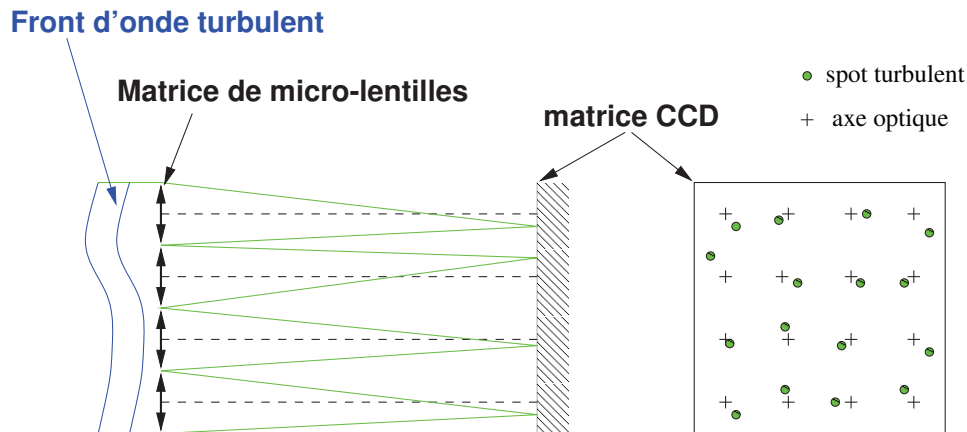 Front d'onde turbulent
Matrice de micro-lentilles
matrice CCD
spot turbulent
axe optique